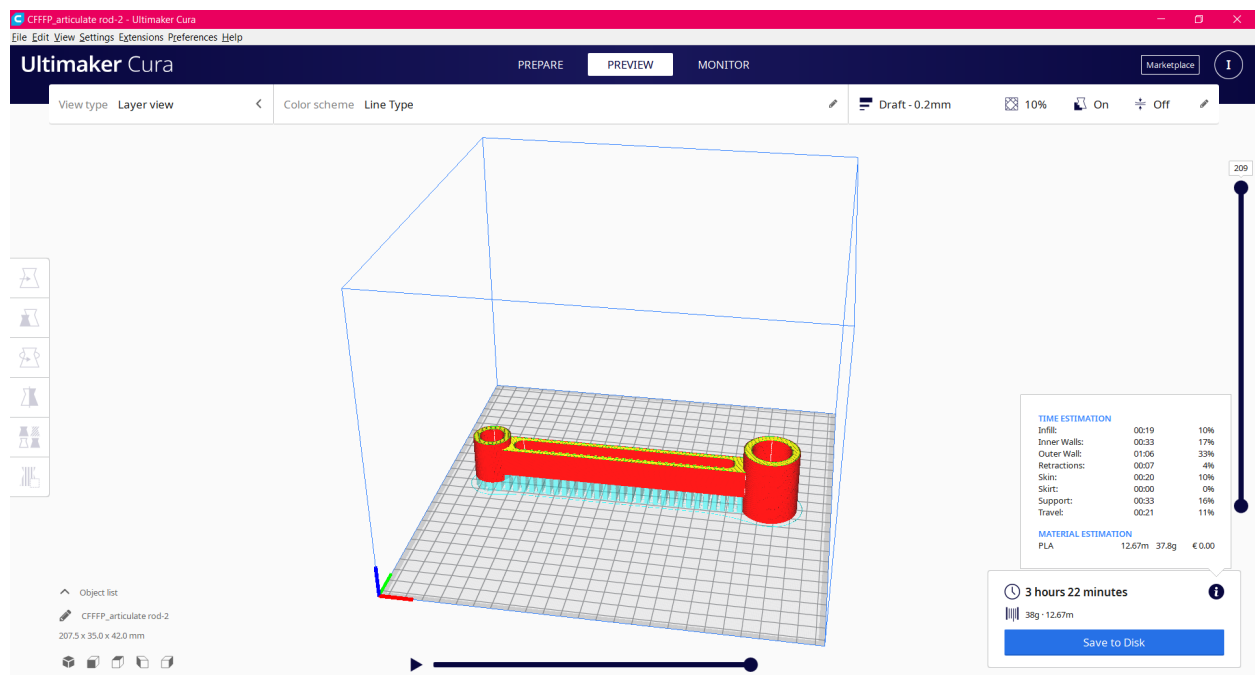 CFFFP_articulate rod-2 - Ultimaker Cura
File Edit View Settings Extensions Preferences Help
Ultimaker Cura PREPARE PREVIEW MONITOR Marketplace I
View type Layer view Color scheme Line Type Draft - 0.2mm 10% On Off
209
TIME ESTIMATION
Infill: 00:19 10%
Inner Walls: 00:33 17%
Outer Wall: 01:06 33%
Retractions: 00:07 4%
Skin: 00:20 10%
Skirt: 00:00 0%
Support: 00:33 16%
Travel: 00:21 11%
MATERIAL ESTIMATION
PLA 12.67m 37.8g € 0.00
Object list
CFFFP_articulate rod-2
207.5 x 35.0 x 42.0 mm
3 hours 22 minutes
38g · 12.67m
Save to Disk